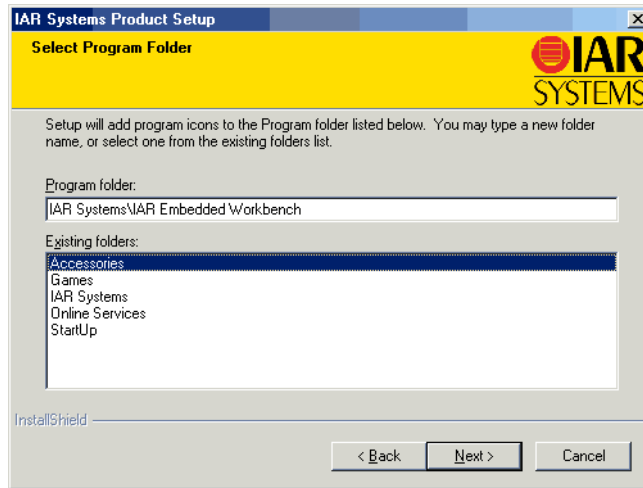 IAR Systems Product Setup
Select Program Folder
IAR
SYSTEMS
Setup will add program icons to the Program folder listed below. You may type a new folder
name, or select one from the existing folders list.
Program folder:
IAR Systems\IAR Embedded Workbench
Existing folders:
Accessories
Games
IAR Systems
Online Services
StartUp
InstallShield
< Back
Next >
Cancel